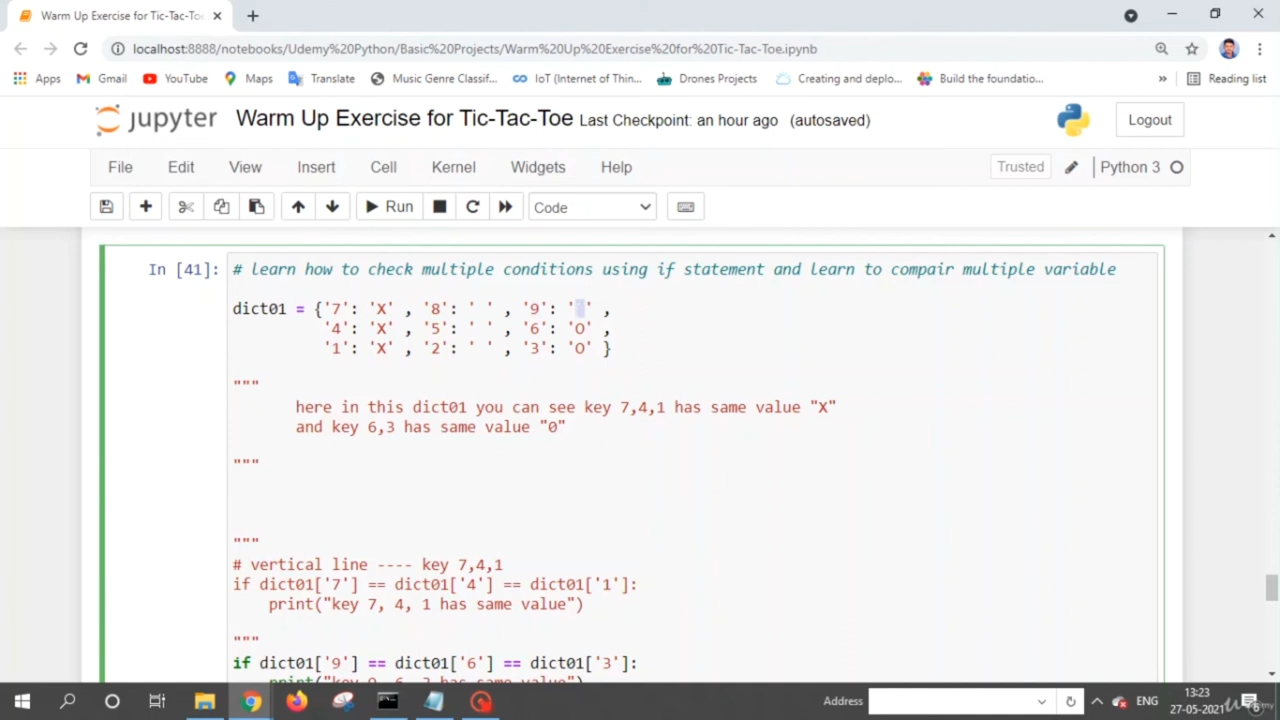 Warm Up Exercise for Tic-Tac-To
localhost:8888/notebooks/Udemy%20Python/Basic%20Projects/Warm%20Up%20Exercise%20for%20Tic-Tac-Toe.ipynb
Apps Gmail YouTube Maps Translate Music Genre Classif... IoT (Internet of Thin... Drones Projects Creating and deplo... Build the foundatio... » Reading list
jupyter Warm Up Exercise for Tic-Tac-Toe Last Checkpoint: an hour ago (autosaved) Logout
File Edit View Insert Cell Kernel Widgets Help Trusted Python 3
Run Code
In [41]: # learn how to check multiple conditions using if statement and learn to compair multiple variable
dict01 = {'7': 'X' , '8': ' ' , '9': ' ' ,
'4': 'X' , '5': ' ' , '6': 'O' ,
'1': 'X' , '2': ' ' , '3': 'O' }
"""
here in this dict01 you can see key 7,4,1 has same value "X"
and key 6,3 has same value "0"
"""
"""
# vertical line ---- key 7,4,1
if dict01['7'] == dict01['4'] == dict01['1']:
print("key 7, 4, 1 has same value")
"""
if dict01['9'] == dict01['6'] == dict01['3']:
print("key 9, 6, 3 has same value")
Address ENG 13:23
27-05-2021